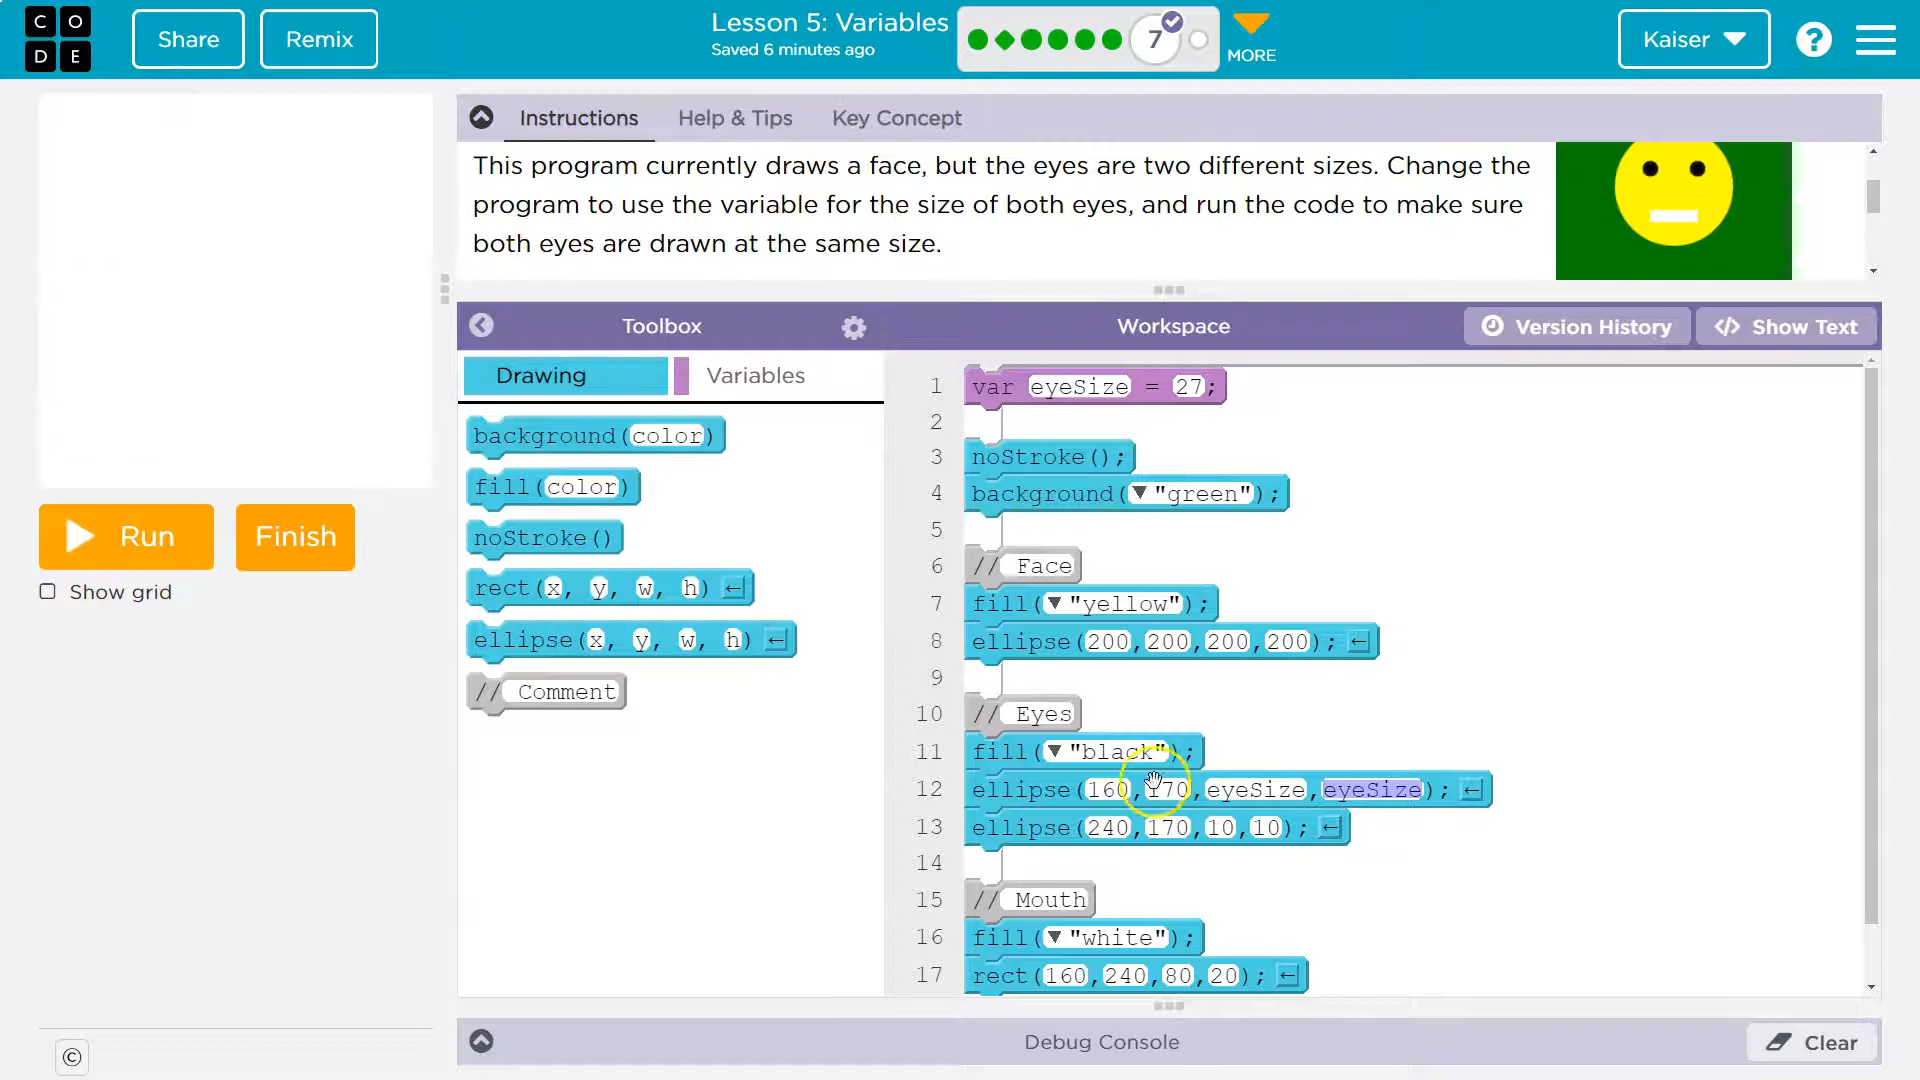 C O
D E
Share
Remix
Lesson 5: Variables
Saved 6 minutes ago
7
MORE
Kaiser
?
Instructions
Help & Tips
Key Concept
This program currently draws a face, but the eyes are two different sizes. Change the
program to use the variable for the size of both eyes, and run the code to make sure
both eyes are drawn at the same size.
Run
Finish
Show grid
Toolbox
Workspace
Version History
</> Show Text
Drawing
Variables
background(color)
fill(color)
noStroke()
rect(x, y, w, h) ←
ellipse(x, y, w, h) ←
// Comment
1 var eyeSize = 27;
2
3 noStroke();
4 background(▼"green");
5
6 // Face
7 fill(▼"yellow");
8 ellipse(200,200,200,200); ←
9
10 // Eyes
11 fill(▼"black");
12 ellipse(160,170,eyeSize,eyeSize); ←
13 ellipse(240,170,10,10); ←
14
15 // Mouth
16 fill(▼"white");
17 rect(160,240,80,20); ←
©
Debug Console
Clear